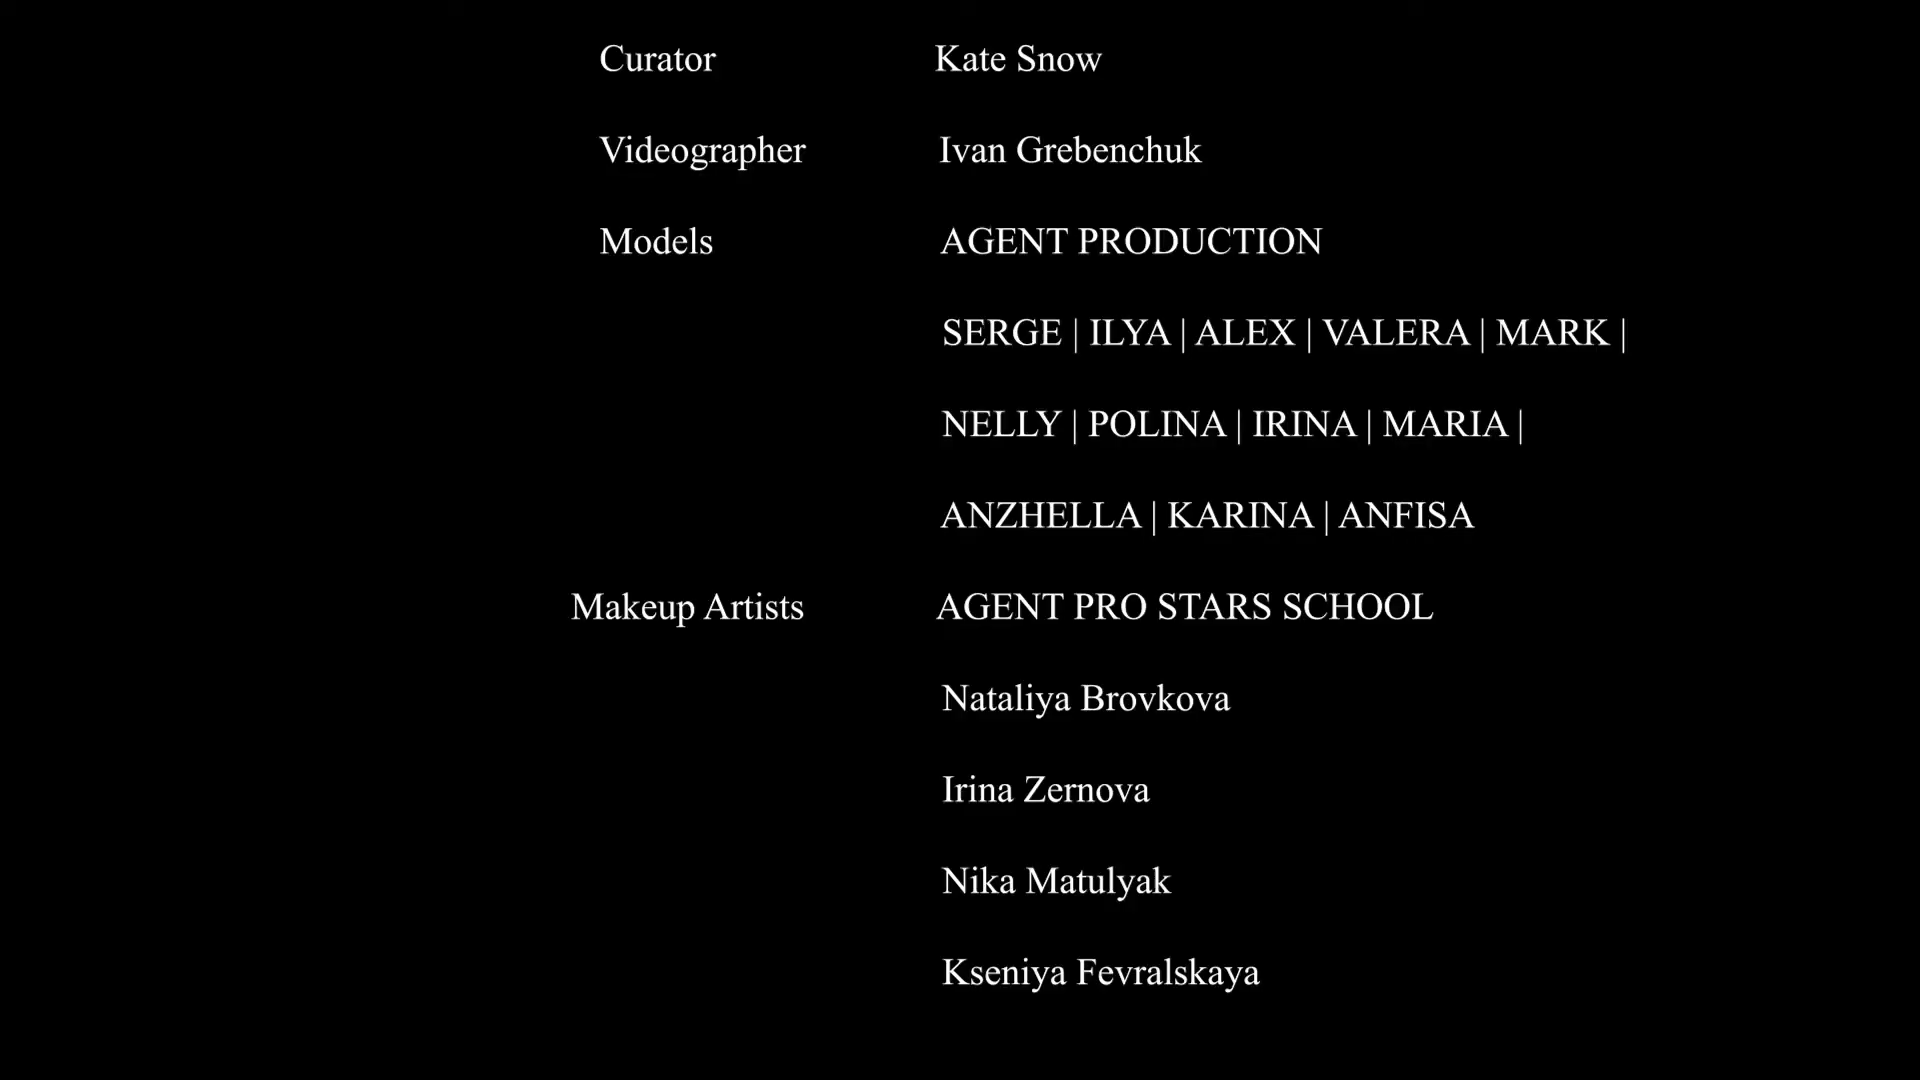 Curator Kate Snow
Videographer Ivan Grebenchuk
Models AGENT PRODUCTION
SERGE | ILYA | ALEX | VALERA | MARK |
NELLY | POLINA | IRINA | MARIA |
ANZHELLA | KARINA | ANFISA
Makeup Artists AGENT PRO STARS SCHOOL
Nataliya Brovkova
Irina Zernova
Nika Matulyak
Kseniya Fevralskaya